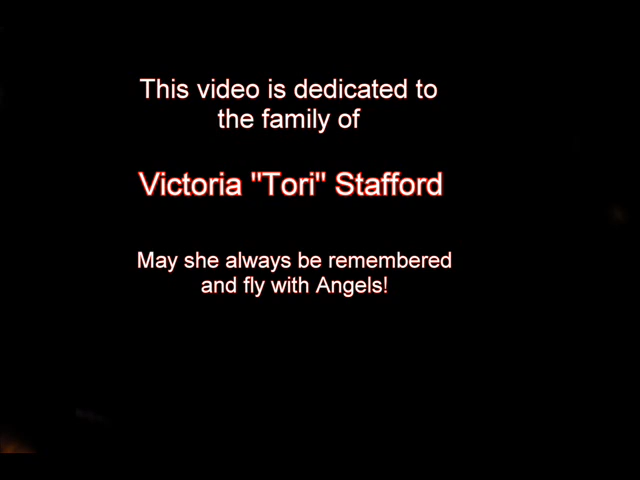 This video is dedicated to
the family of
Victoria "Tori" Stafford
May she always be remembered
and fly with Angels!